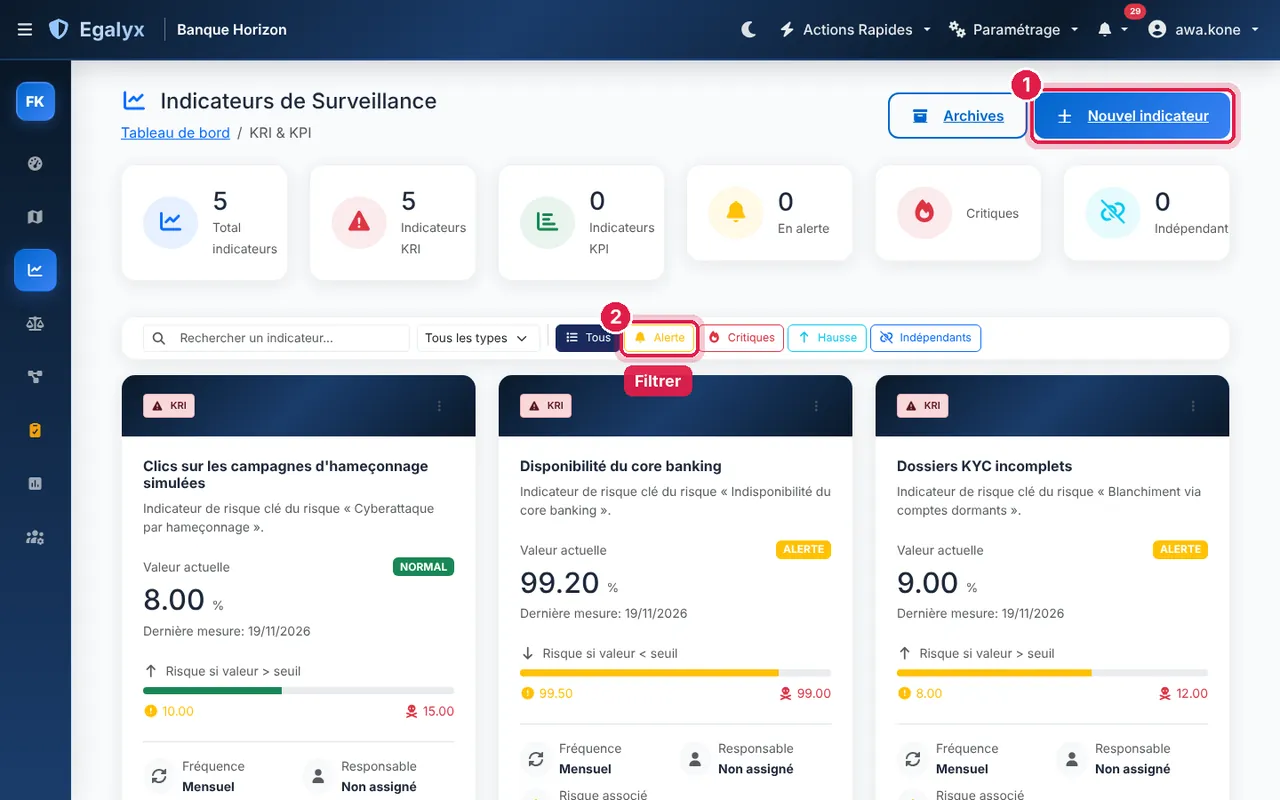 Egalyx
Banque Horizon
Actions Rapides
Paramétrage
29
awa.kone
FK
Indicateurs de Surveillance
Tableau de bord / KRI & KPI
Archives
1
Nouvel indicateur
5
Total
indicateurs
5
Indicateurs
KRI
0
Indicateurs
KPI
0
En alerte
Critiques
0
Indépendant
Rechercher un indicateur...
Tous les types
Tous
2
Alerte
Critiques
Hausse
Indépendants
Filtrer
KRI
Clics sur les campagnes d'hameçonnage
simulées
Indicateur de risque clé du risque « Cyberattaque
par hameçonnage ».
Valeur actuelle
NORMAL
8.00 %
Dernière mesure: 19/11/2026
Risque si valeur > seuil
10.00
15.00
Fréquence
Mensuel
Responsable
Non assigné
KRI
Disponibilité du core banking
Indicateur de risque clé du risque « Indisponibilité du
core banking ».
Valeur actuelle
ALERTE
99.20 %
Dernière mesure: 19/11/2026
Risque si valeur < seuil
99.50
99.00
Fréquence
Mensuel
Responsable
Non assigné
Risque associé
KRI
Dossiers KYC incomplets
Indicateur de risque clé du risque « Blanchiment via
comptes dormants ».
Valeur actuelle
ALERTE
9.00 %
Dernière mesure: 19/11/2026
Risque si valeur > seuil
8.00
12.00
Fréquence
Mensuel
Responsable
Non assigné
Risque associé